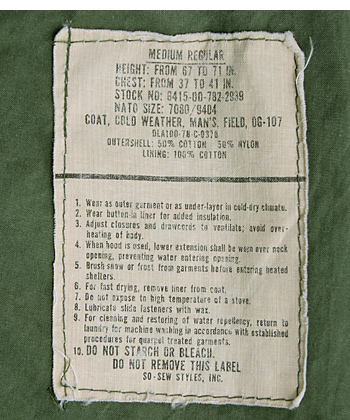 MEDIUM REGULAR
HEIGHT: FROM 67 TO 71 IN.
CHEST: FROM 37 TO 41 IN.
STOCK NO: 8415-00-782-2939
NATO SIZE: 7080/9404
COAT, COLD WEATHER, MAN'S, FIELD, OG-107
DLA100-78-C-0328
OUTERSHELL: 50% COTTON 50% NYLON
LINING: 100% COTTON
1. Wear as outer garment or as under-layer in cold-dry climate.
2. Wear button-in liner for added insulation.
3. Adjust closures and drawcords to ventilate; avoid over-
heating of body.
4. When hood is used, lower extension shall be worn over neck
opening, preventing water entering opening.
5. Brush snow or frost from garments before entering heated
shelters.
6. For fast drying, remove liner from coat.
7. Do not expose to high temperature of a stove.
8. Lubricate slide fasteners with wax.
9. For cleaning and restoring of water repellency, return to
laundry for machine washing in accordance with established
procedures for quarpel treated garments.
10. DO NOT STARCH OR BLEACH.
DO NOT REMOVE THIS LABEL
SO-SEW STYLES, INC.